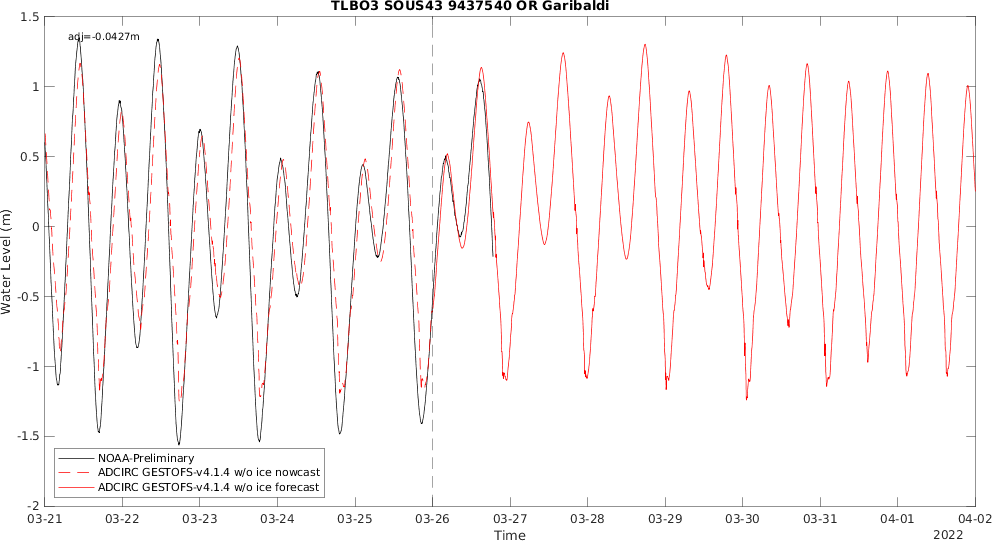 TLBO3 SOUS43 9437540 OR Garibaldi
adj=-0.0427m
1.5
1
0.5
0
-0.5
-1
-1.5
-2
Water Level (m)
NOAA-Preliminary
ADCIRC GESTOFS-v4.1.4 w/o ice nowcast
ADCIRC GESTOFS-v4.1.4 w/o ice forecast
03-21 03-22 03-23 03-24 03-25 03-26 03-27 03-28 03-29 03-30 03-31 04-01 04-02
Time
2022